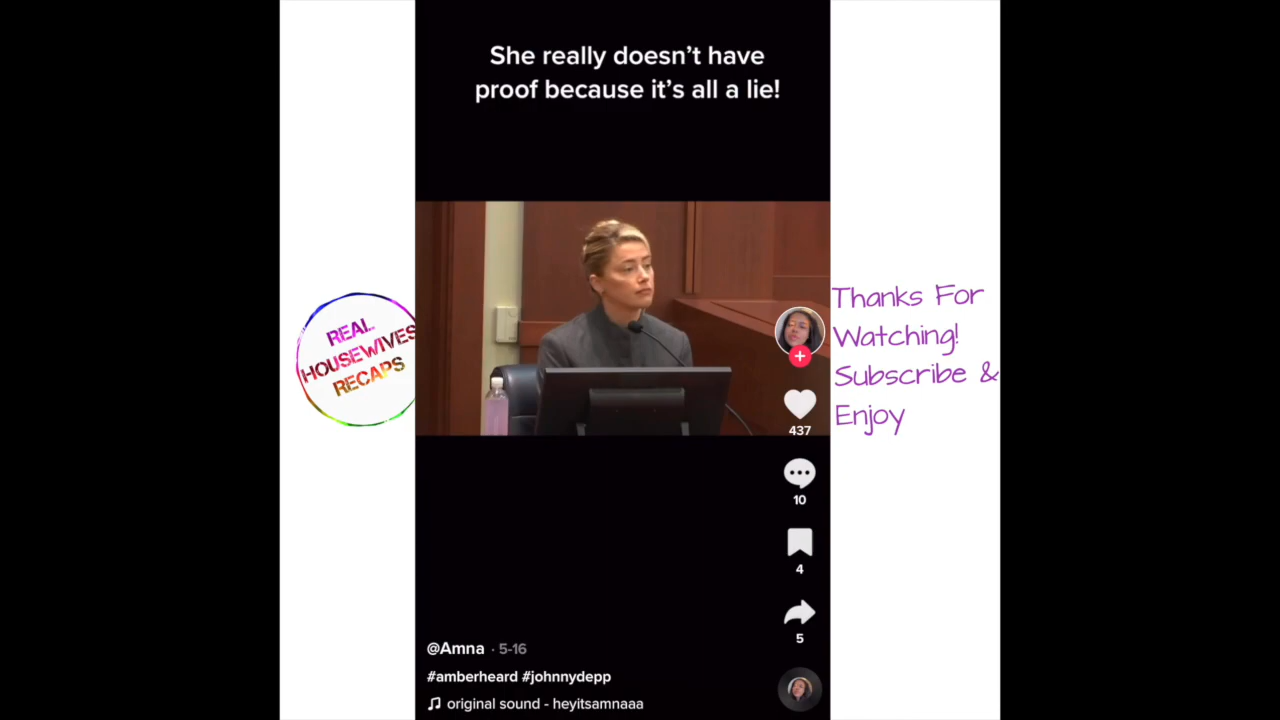 She really doesn't have
proof because it's all a lie!
REAL
HOUSEWIVES
RECAPS
Thanks For
Watching!
Subscribe &
Enjoy
437
10
4
5
@Amna · 5-16
#amberheard #johnnydepp
original sound - heyitsamnaaa